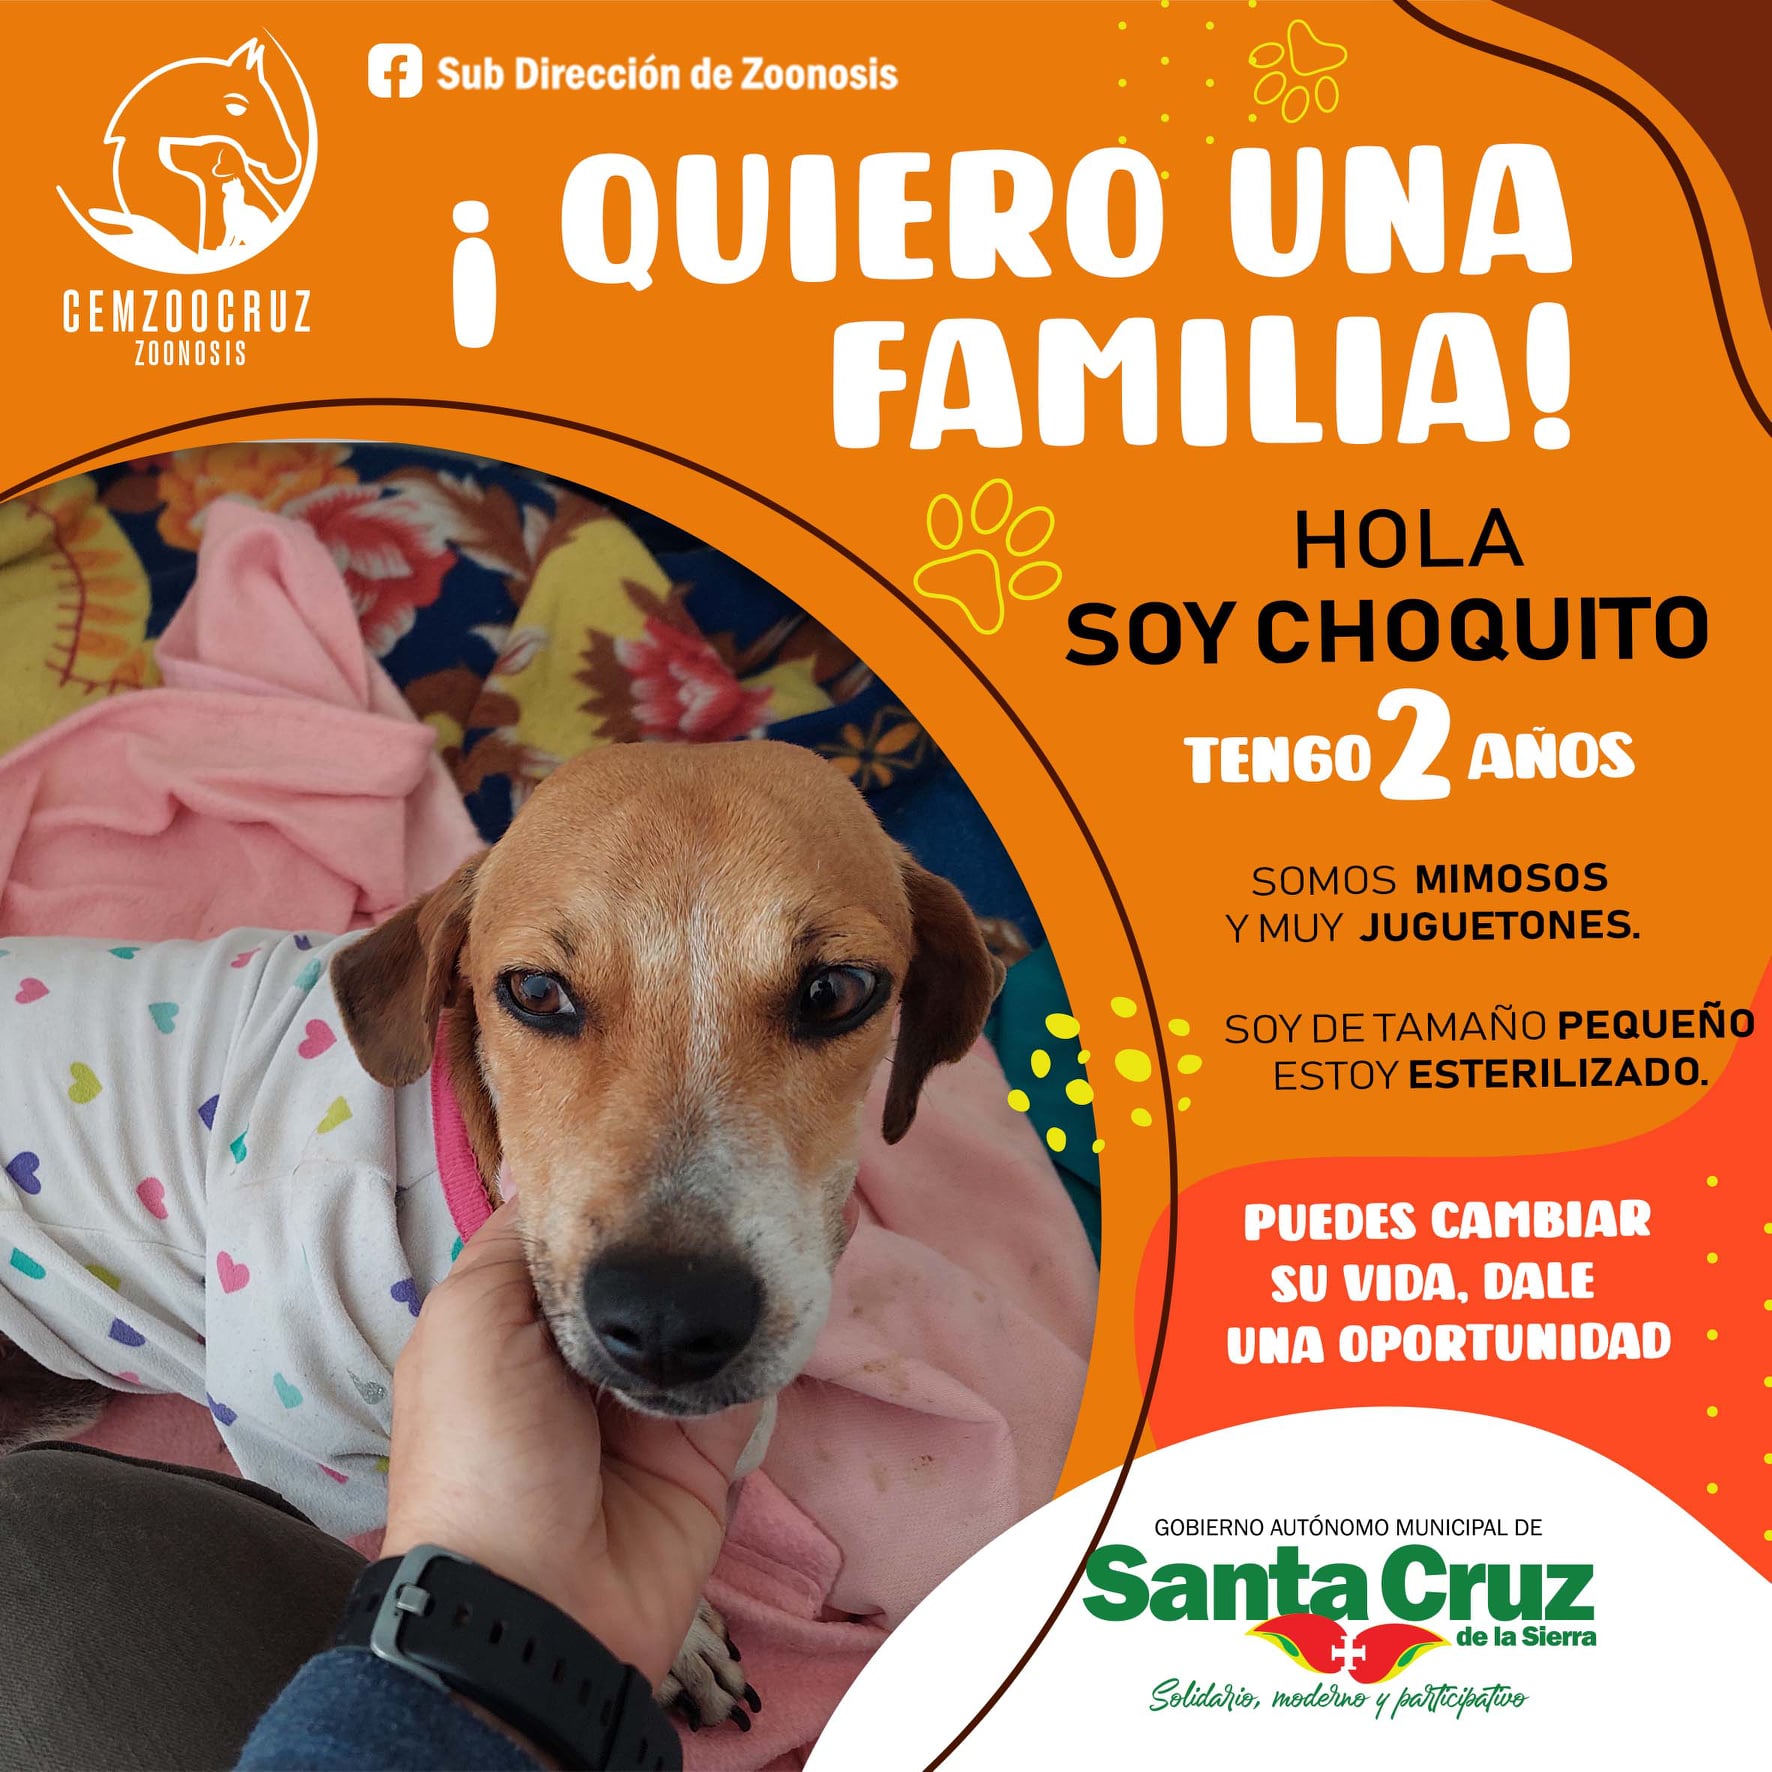 Sub Dirección de Zoonosis
CEMZOOCRUZ
ZOONOSIS
¡QUIERO UNA
FAMILIA!
HOLA
SOY CHOQUITO
TENGO 2 AÑOS
SOMOS MIMOSOS
Y MUY JUGUETONES.
SOY DE TAMAÑO PEQUEÑO
ESTOY ESTERILIZADO.
PUEDES CAMBIAR
SU VIDA, DALE
UNA OPORTUNIDAD
GOBIERNO AUTÓNOMO MUNICIPAL DE
Santa Cruz
de la Sierra
Solidario, moderno y participativo